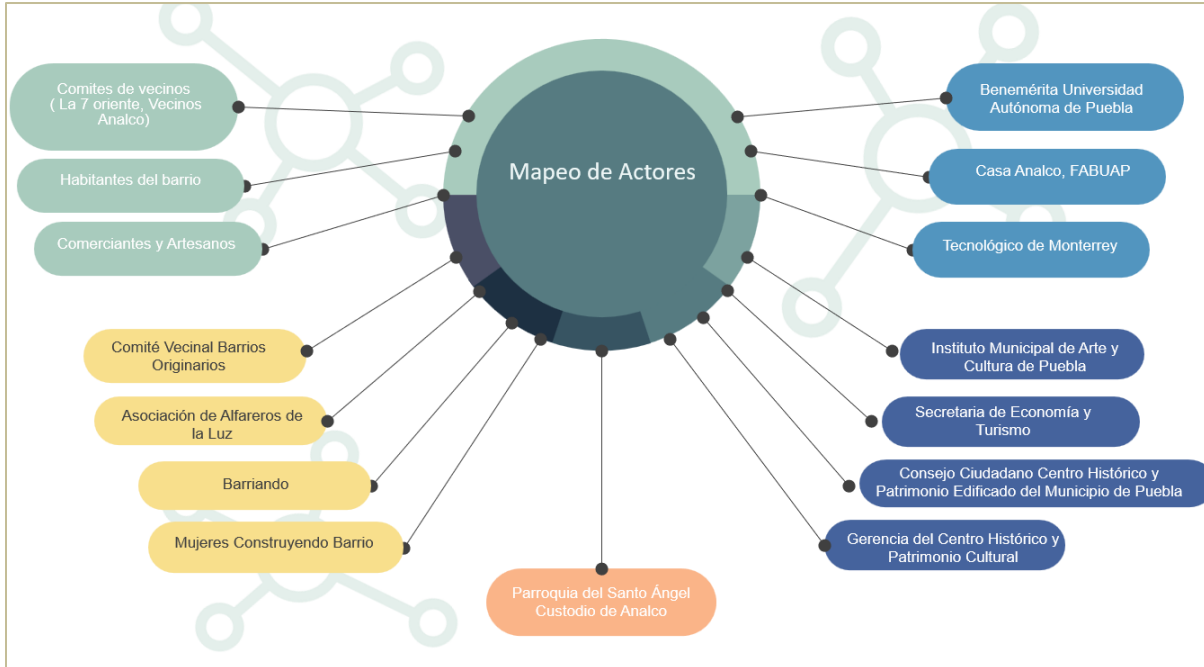 Mapeo de Actores
Comites de vecinos
( La 7 oriente, Vecinos
Analco)
Habitantes del barrio
Comerciantes y Artesanos
Comité Vecinal Barrios
Originarios
Asociación de Alfareros de
la Luz
Barriando
Mujeres Construyendo Barrio
Parroquia del Santo Ángel
Custodio de Analco
Benemérita Universidad
Autónoma de Puebla
Casa Analco, FABUAP
Tecnológico de Monterrey
Instituto Municipal de Arte y
Cultura de Puebla
Secretaria de Economía y
Turismo
Consejo Ciudadano Centro Histórico y
Patrimonio Edificado del Municipio de Puebla
Gerencia del Centro Histórico y
Patrimonio Cultural